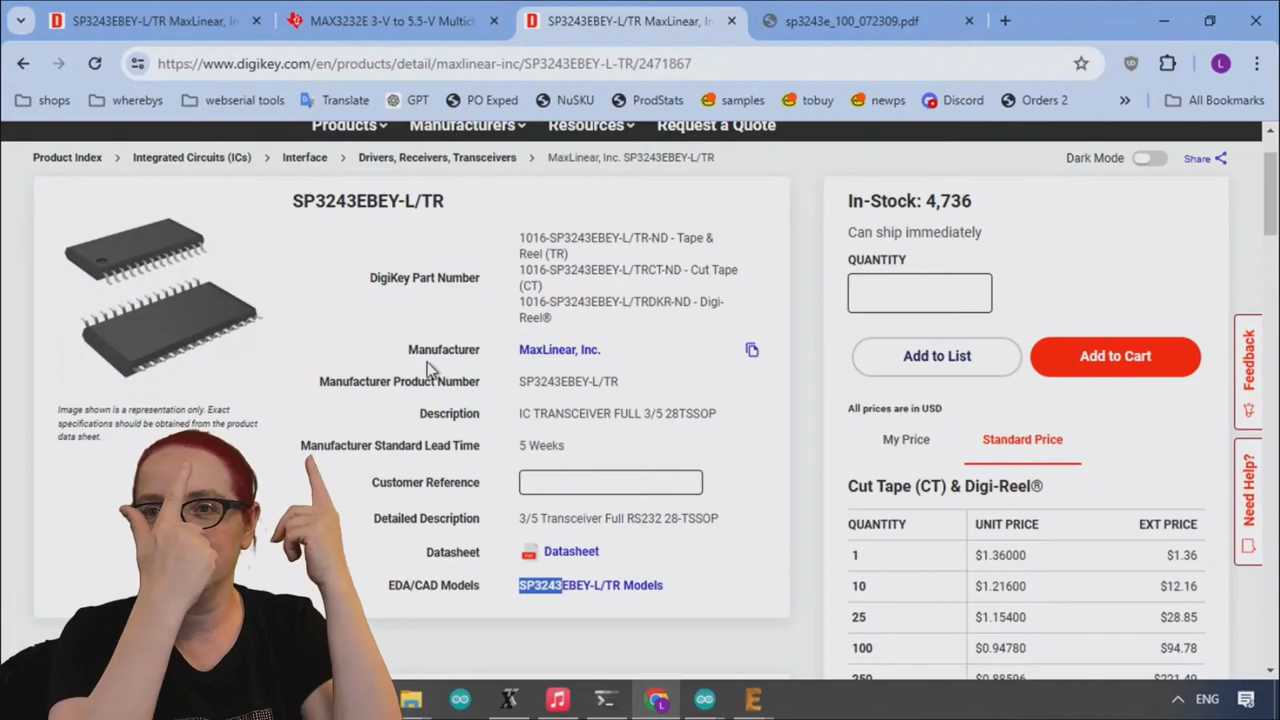 SP3243EBEY-L/TR MaxLinear, In
MAX3232E 3-V to 5.5-V Multich
SP3243EBEY-L/TR MaxLinear, In
sp3243e_100_072309.pdf
https://www.digikey.com/en/products/detail/maxlinear-inc/SP3243EBEY-L-TR/2471867
L
shops
whereby​s
webserial tools
Translate
GPT
PO Exped
NuSKU
ProdStats
samples
tobuy
newps
Discord
Orders 2
All Bookmarks
Products
Manufacturers
Resources
Request a Quote
Product Index > Integrated Circuits (ICs) > Interface > Drivers, Receivers, Transceivers > MaxLinear, Inc. SP3243EBEY-L/TR
Dark Mode
Share
SP3243EBEY-L/TR
DigiKey Part Number
1016-SP3243EBEY-L/TR-ND - Tape &
Reel (TR)
1016-SP3243EBEY-L/TRCT-ND - Cut Tape
(CT)
1016-SP3243EBEY-L/TRDKR-ND - Digi-
Reel®
Manufacturer
MaxLinear, Inc.
Manufacturer Product Number
SP3243EBEY-L/TR
Description
IC TRANSCEIVER FULL 3/5 28TSSOP
Manufacturer Standard Lead Time
5 Weeks
Customer Reference
Detailed Description
3/5 Transceiver Full RS232 28-TSSOP
Datasheet
PDF
Datasheet
EDA/CAD Models
SP3243EBEY-L/TR Models
Image shown is a representation only. Exact
specifications should be obtained from the product
data sheet.
In-Stock: 4,736
Can ship immediately
QUANTITY
Add to List
Add to Cart
All prices are in USD
My Price
Standard Price
Cut Tape (CT) & Digi-Reel®
QUANTITY UNIT PRICE EXT PRICE
1 $1.36000 $1.36
10 $1.21600 $12.16
25 $1.15400 $28.85
100 $0.94780 $94.78
250 $0.88596 $221.49
Feedback
Need Help?
L
ENG